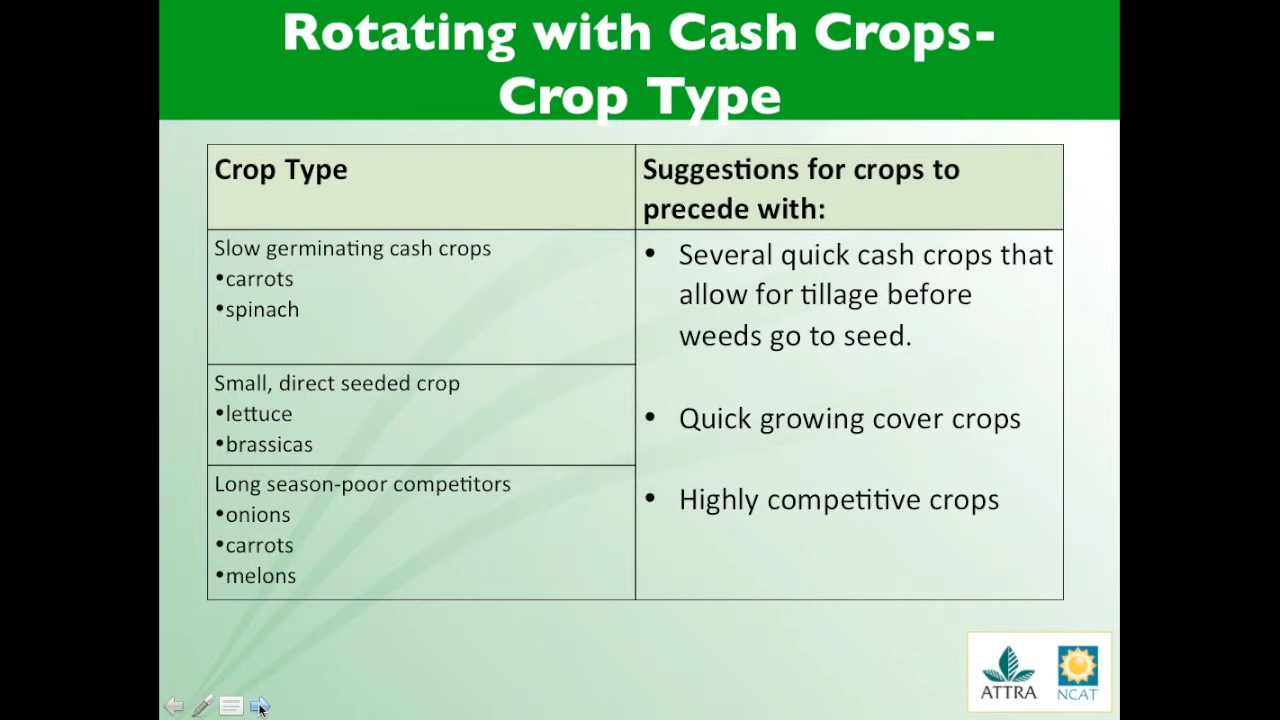 Rotating with Cash Crops-
Crop Type
Crop Type
Suggestions for crops to
precede with:
Slow germinating cash crops
•carrots
•spinach
Small, direct seeded crop
•lettuce
•brassicas
Long season-poor competitors
•onions
•carrots
•melons
• Several quick cash crops that
allow for tillage before
weeds go to seed.
• Quick growing cover crops
• Highly competitive crops
ATTRA
NCAT